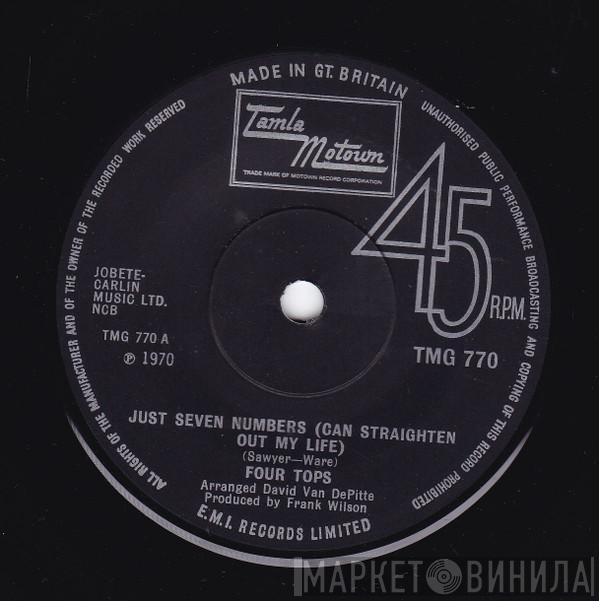 MADE IN GT. BRITAIN
ALL RIGHTS OF THE MANUFACTURER AND OF THE OWNER OF THE RECORDED WORK RESERVED
UNAUTHORISED PUBLIC PERFORMANCE BROADCASTING AND COPYING OF THIS RECORD PROHIBITED
Tamla
Motown
TRADE MARK OF MOTOWN RECORD CORPORATION
45
R.P.M.
JOBETE-
CARLIN
MUSIC LTD.
NCB
TMG 770 A
℗ 1970
TMG 770
JUST SEVEN NUMBERS (CAN STRAIGHTEN
OUT MY LIFE)
(Sawyer—Ware)
FOUR TOPS
Arranged David Van DePitte
Produced by Frank Wilson
E.M.I. RECORDS LIMITED
МАРКЕТ ВИНИЛА